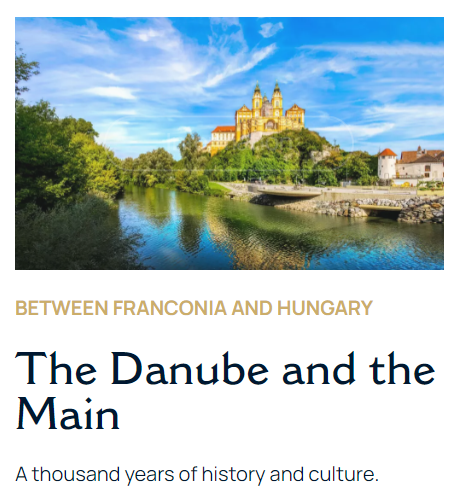 BETWEEN FRANCONIA AND HUNGARY
The Danube and the
Main
A thousand years of history and culture.